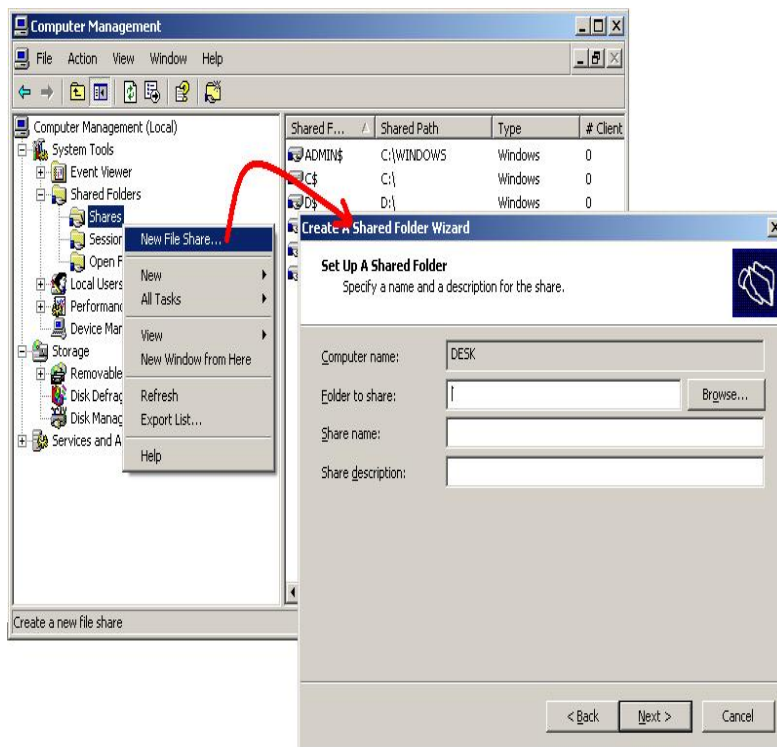 Computer Management
File Action View Window Help
Computer Management (Local)
System Tools
Event Viewer
Shared Folders
Shares
Session
Open F
Local Users
Performanc
Device Mar
Storage
Removable
Disk Defrag
Disk Manag
Services and A
New File Share...
New
All Tasks
View
New Window from Here
Refresh
Export List...
Help
Shared F... Shared Path Type # Client
ADMIN$ C:\WINDOWS Windows 0
C$ C:\ Windows 0
D$ D:\ Windows 0
Create a new file share
Create A Shared Folder Wizard
Set Up A Shared Folder
Specify a name and a description for the share.
Computer name: DESK
Folder to share: Browse...
Share name:
Share description:
< Back Next > Cancel